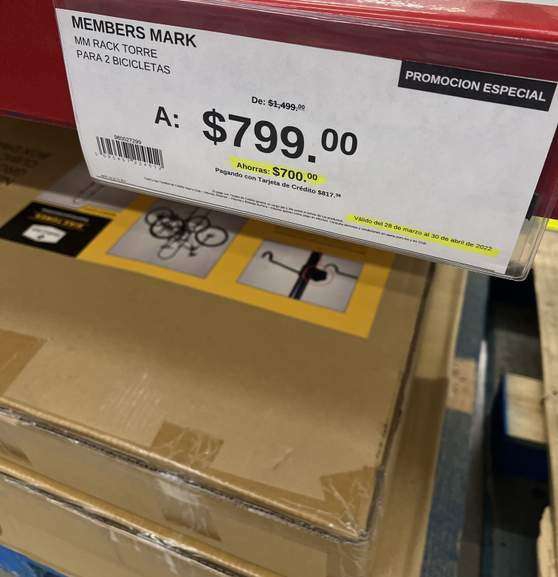 MEMBERS MARK
MM RACK TORRE
PARA 2 BICICLETAS
PROMOCION ESPECIAL
De: $1,499.00
A: $799.00
Ahorras: $700.00
Pagando con Tarjeta de Crédito $817.
980027299
Válido del 28 de marzo al 30 de abril de 2022